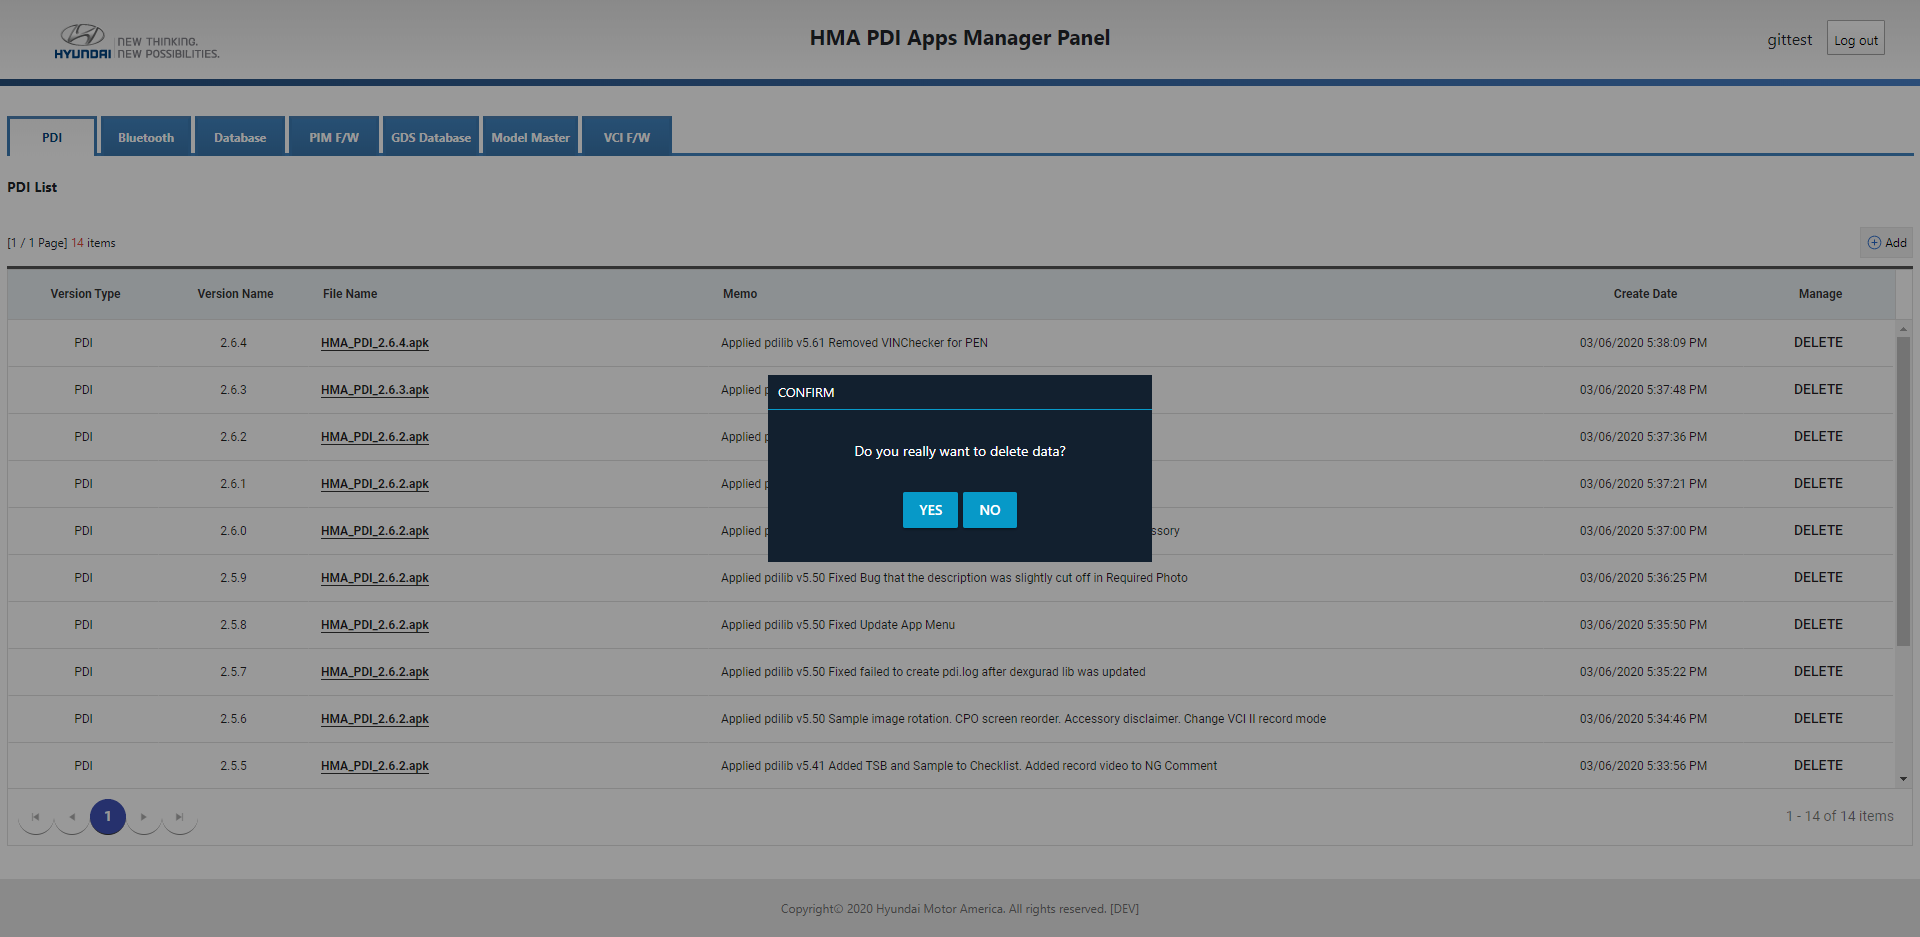 HYUNDAI
NEW THINKING.
NEW POSSIBILITIES.
HMA PDI Apps Manager Panel
gittest
Log out
PDI
Bluetooth
Database
PIM F/W
GDS Database
Model Master
VCI F/W
PDI List
[1 / 1 Page] 14 items
Add
Version Type Version Name File Name Memo Create Date Manage
PDI 2.6.4 HMA_PDI_2.6.4.apk Applied pdilib v5.61 Removed VINChecker for PEN 03/06/2020 5:38:09 PM DELETE
PDI 2.6.3 HMA_PDI_2.6.3.apk Applied 03/06/2020 5:37:48 PM DELETE
PDI 2.6.2 HMA_PDI_2.6.2.apk Applied 03/06/2020 5:37:36 PM DELETE
PDI 2.6.1 HMA_PDI_2.6.2.apk Applied 03/06/2020 5:37:21 PM DELETE
PDI 2.6.0 HMA_PDI_2.6.2.apk Applied ssory 03/06/2020 5:37:00 PM DELETE
PDI 2.5.9 HMA_PDI_2.6.2.apk Applied pdilib v5.50 Fixed Bug that the description was slightly cut off in Required Photo 03/06/2020 5:36:25 PM DELETE
PDI 2.5.8 HMA_PDI_2.6.2.apk Applied pdilib v5.50 Fixed Update App Menu 03/06/2020 5:35:50 PM DELETE
PDI 2.5.7 HMA_PDI_2.6.2.apk Applied pdilib v5.50 Fixed failed to create pdi.log after dexgurad lib was updated 03/06/2020 5:35:22 PM DELETE
PDI 2.5.6 HMA_PDI_2.6.2.apk Applied pdilib v5.50 Sample image rotation. CPO screen reorder. Accessory disclaimer. Change VCI II record mode 03/06/2020 5:34:46 PM DELETE
PDI 2.5.5 HMA_PDI_2.6.2.apk Applied pdilib v5.41 Added TSB and Sample to Checklist. Added record video to NG Comment 03/06/2020 5:33:56 PM DELETE
CONFIRM
Do you really want to delete data?
YES
NO
1
1 - 14 of 14 items
Copyright© 2020 Hyundai Motor America. All rights reserved. [DEV]